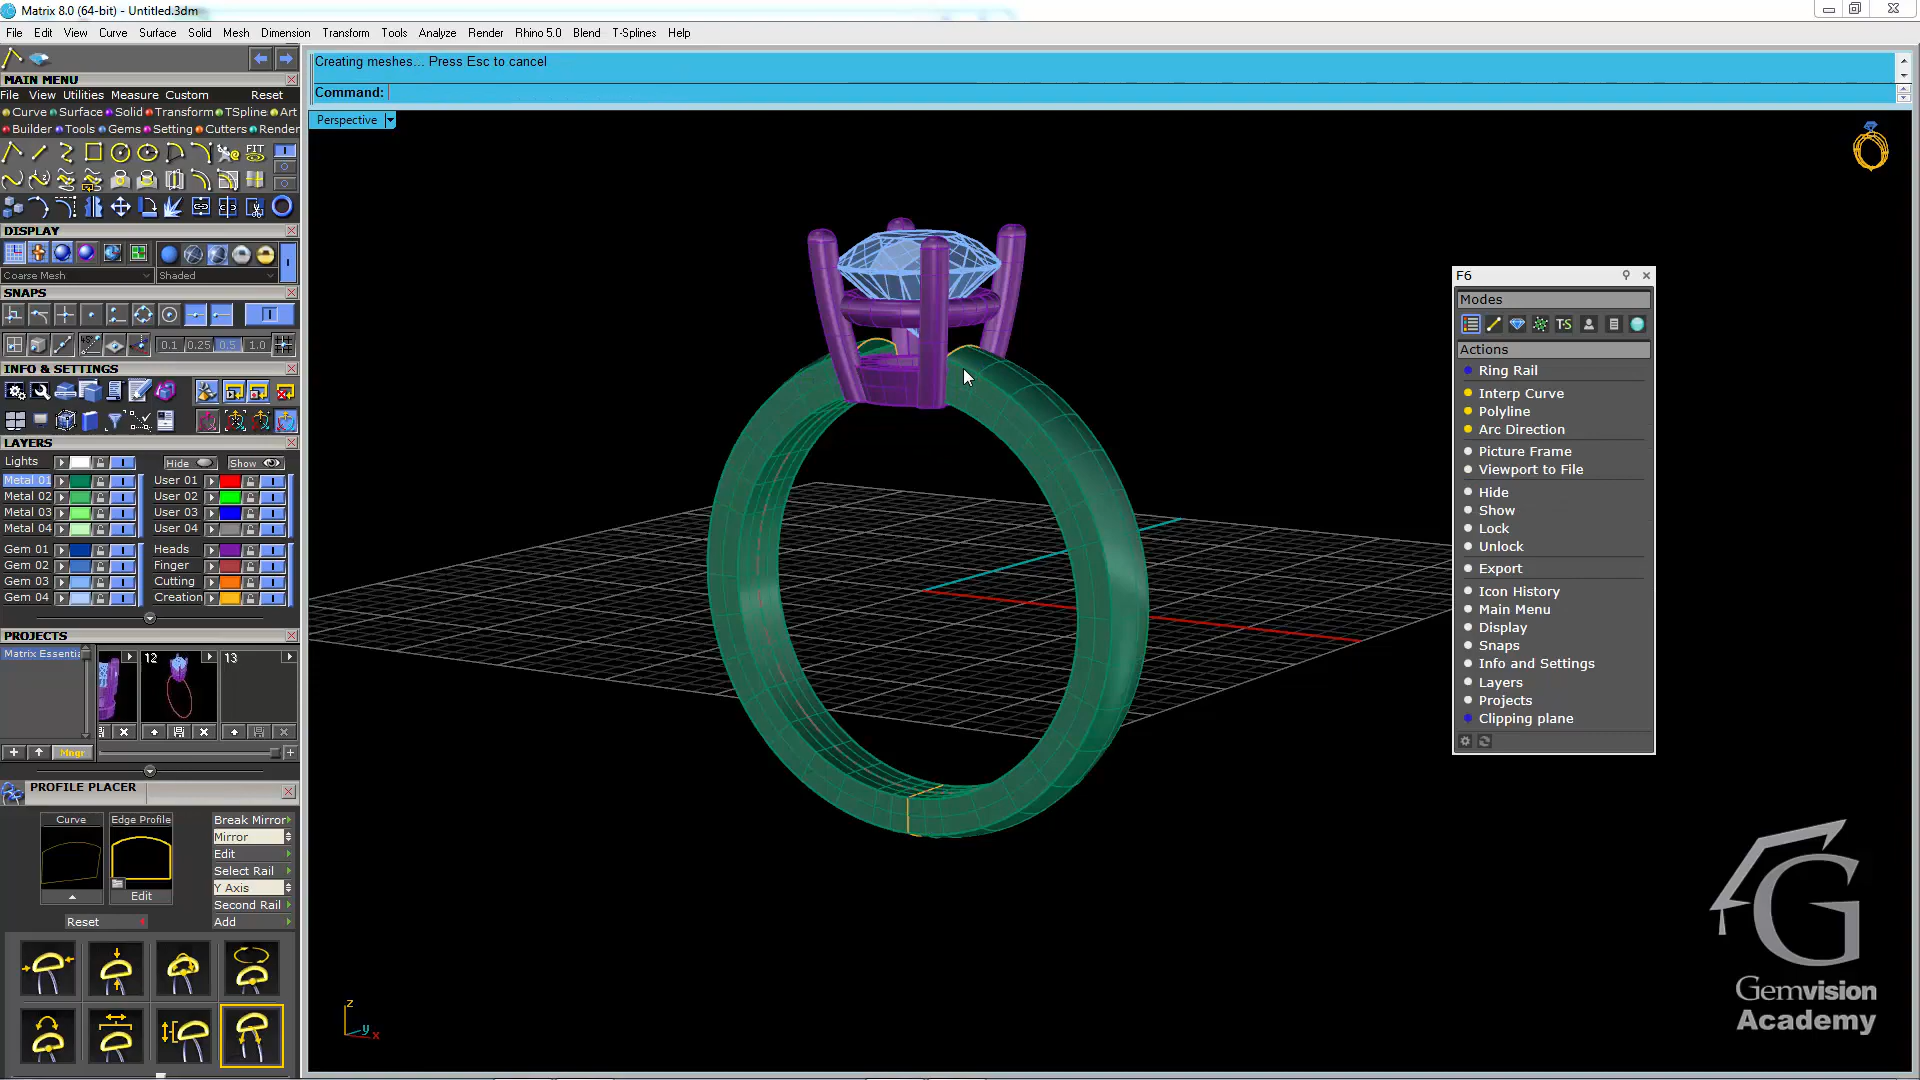 Matrix 8.0 (64-bit) - Untitled.3dm
File Edit View Curve Surface Solid Mesh Dimension Transform Tools Analyze Render Rhino 5.0 Blend T-Splines Help
Creating meshes... Press Esc to cancel
Command:
Perspective
MAIN MENU
File View Utilities Measure Custom Reset
Curve Surface Solid Transform TSpline Art
Builder Tools Gems Setting Cutters Render
FIT
DISPLAY
Coarse Mesh Shaded
SNAPS
0.1 0.25 0.5 1.0
INFO & SETTINGS
LAYERS
Lights Hide Show
Metal 01 User 01
Metal 02 User 02
Metal 03 User 03
Metal 04 User 04
Gem 01 Heads
Gem 02 Finger
Gem 03 Cutting
Gem 04 Creation
PROJECTS
Matrix Essentia
12 13
Mngr
PROFILE PLACER
Curve Edge Profile Break Mirror
Mirror
Edit
Select Rail
Y Axis
Edit Second Rail
Reset Add
F6
Modes
T-S
Actions
Ring Rail
Interp Curve
Polyline
Arc Direction
Picture Frame
Viewport to File
Hide
Show
Lock
Unlock
Export
Icon History
Main Menu
Display
Snaps
Info and Settings
Layers
Projects
Clipping plane
z
y
x
G
Gemvision
Academy